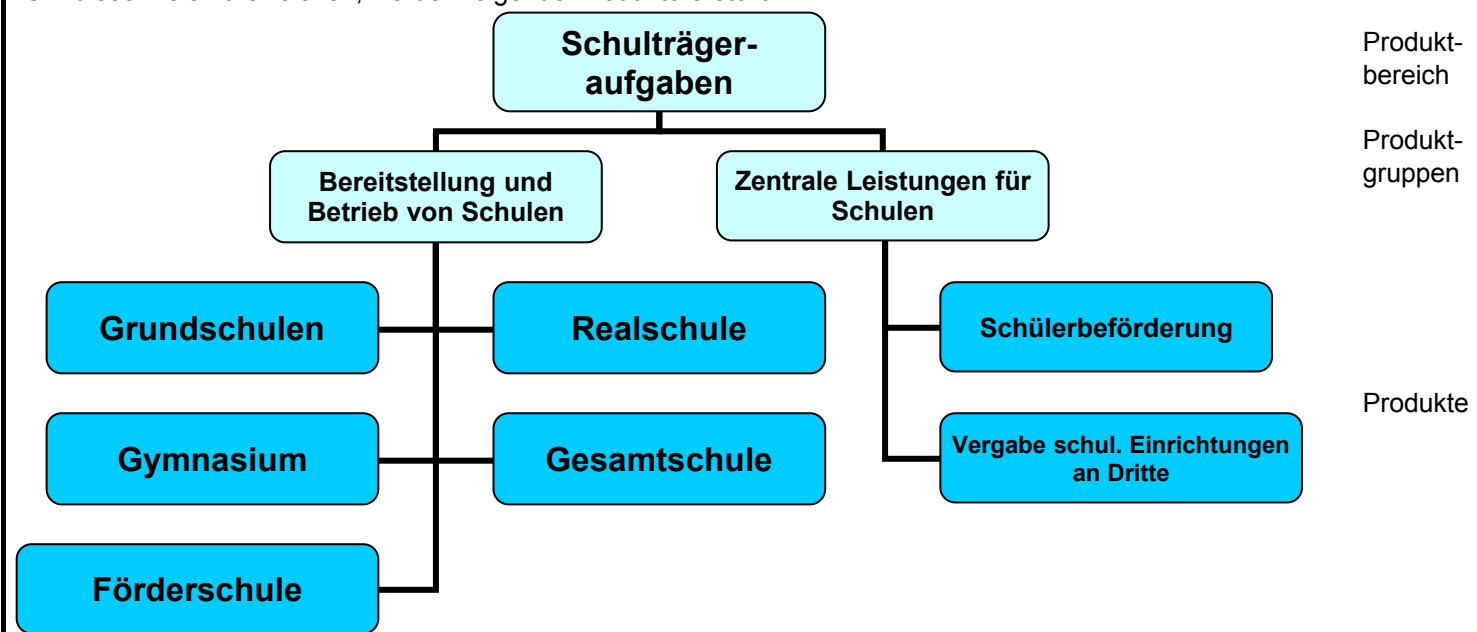 Schulträger-
aufgaben
Produkt-
bereich
Produkt-
gruppen
Bereitstellung und
Betrieb von Schulen
Zentrale Leistungen für
Schulen
Grundschulen
Realschule
Schülerbeförderung
Produkte
Gymnasium
Gesamtschule
Vergabe schul. Einrichtungen
an Dritte
Förderschule